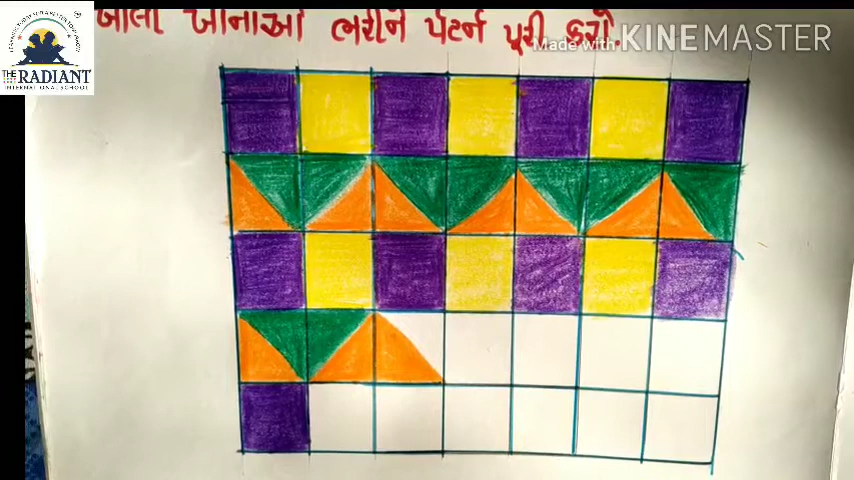 ખાલી ખાનાઓ ભરીને પેટર્ન પૂરી કરો.
Made with KINEMASTER
THE RADIANT
INTERNATIONAL SCHOOL